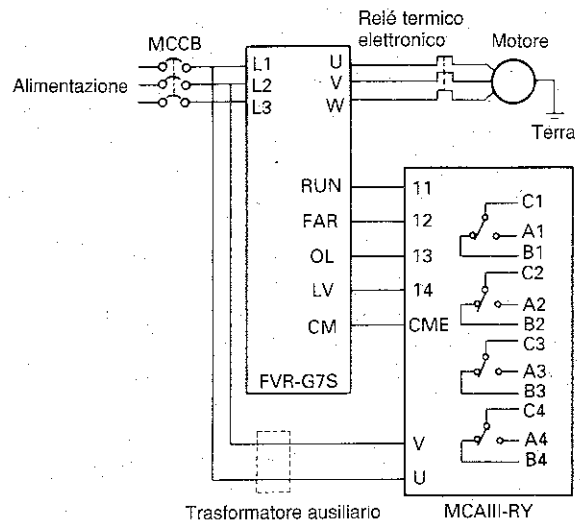 Relé termico
elettronico
Motore
MCCB
Alimentazione
L1
L2
L3
U
V
W
Terra
RUN
FAR
OL
LV
CM
FVR-G7S
11
12
13
14
CME
V
U
C1
A1
B1
C2
A2
B2
C3
A3
B3
C4
A4
B4
Trasformatore ausiliario
MCAIII-RY